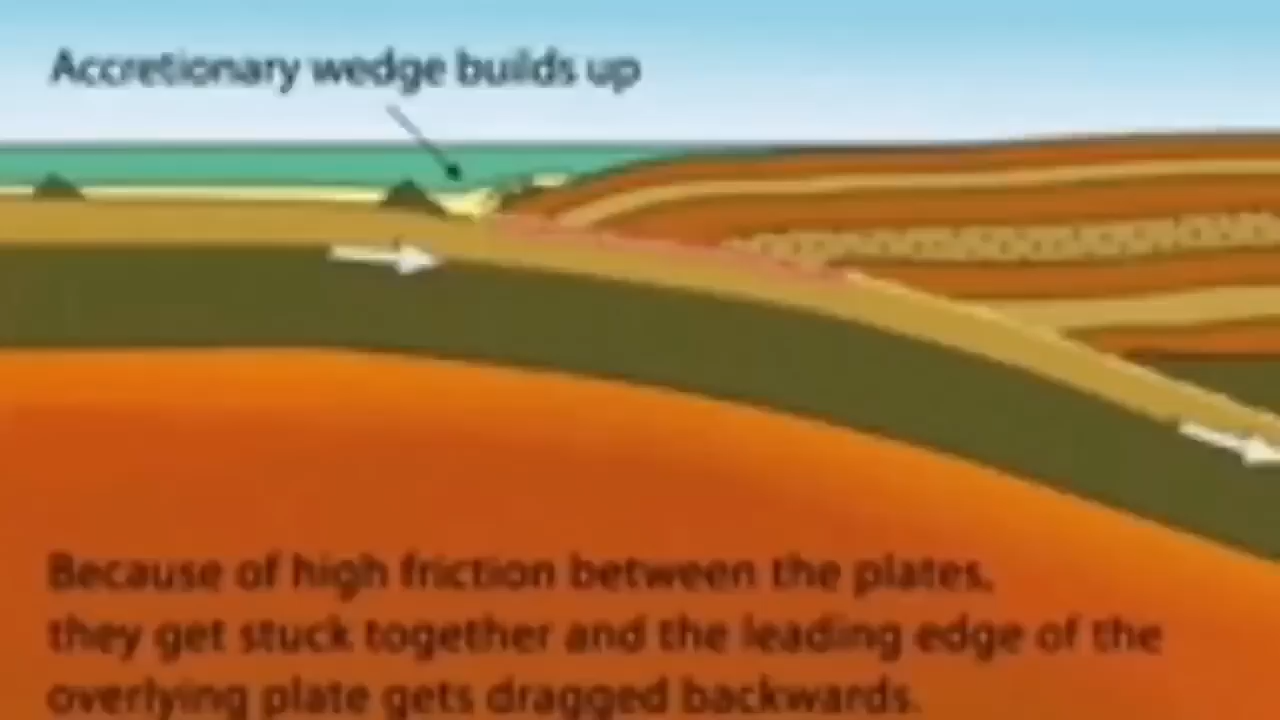 Accretionary wedge builds up
Because of high friction between the plates,
they get stuck together and the leading edge of the
overlying plate gets dragged backwards.